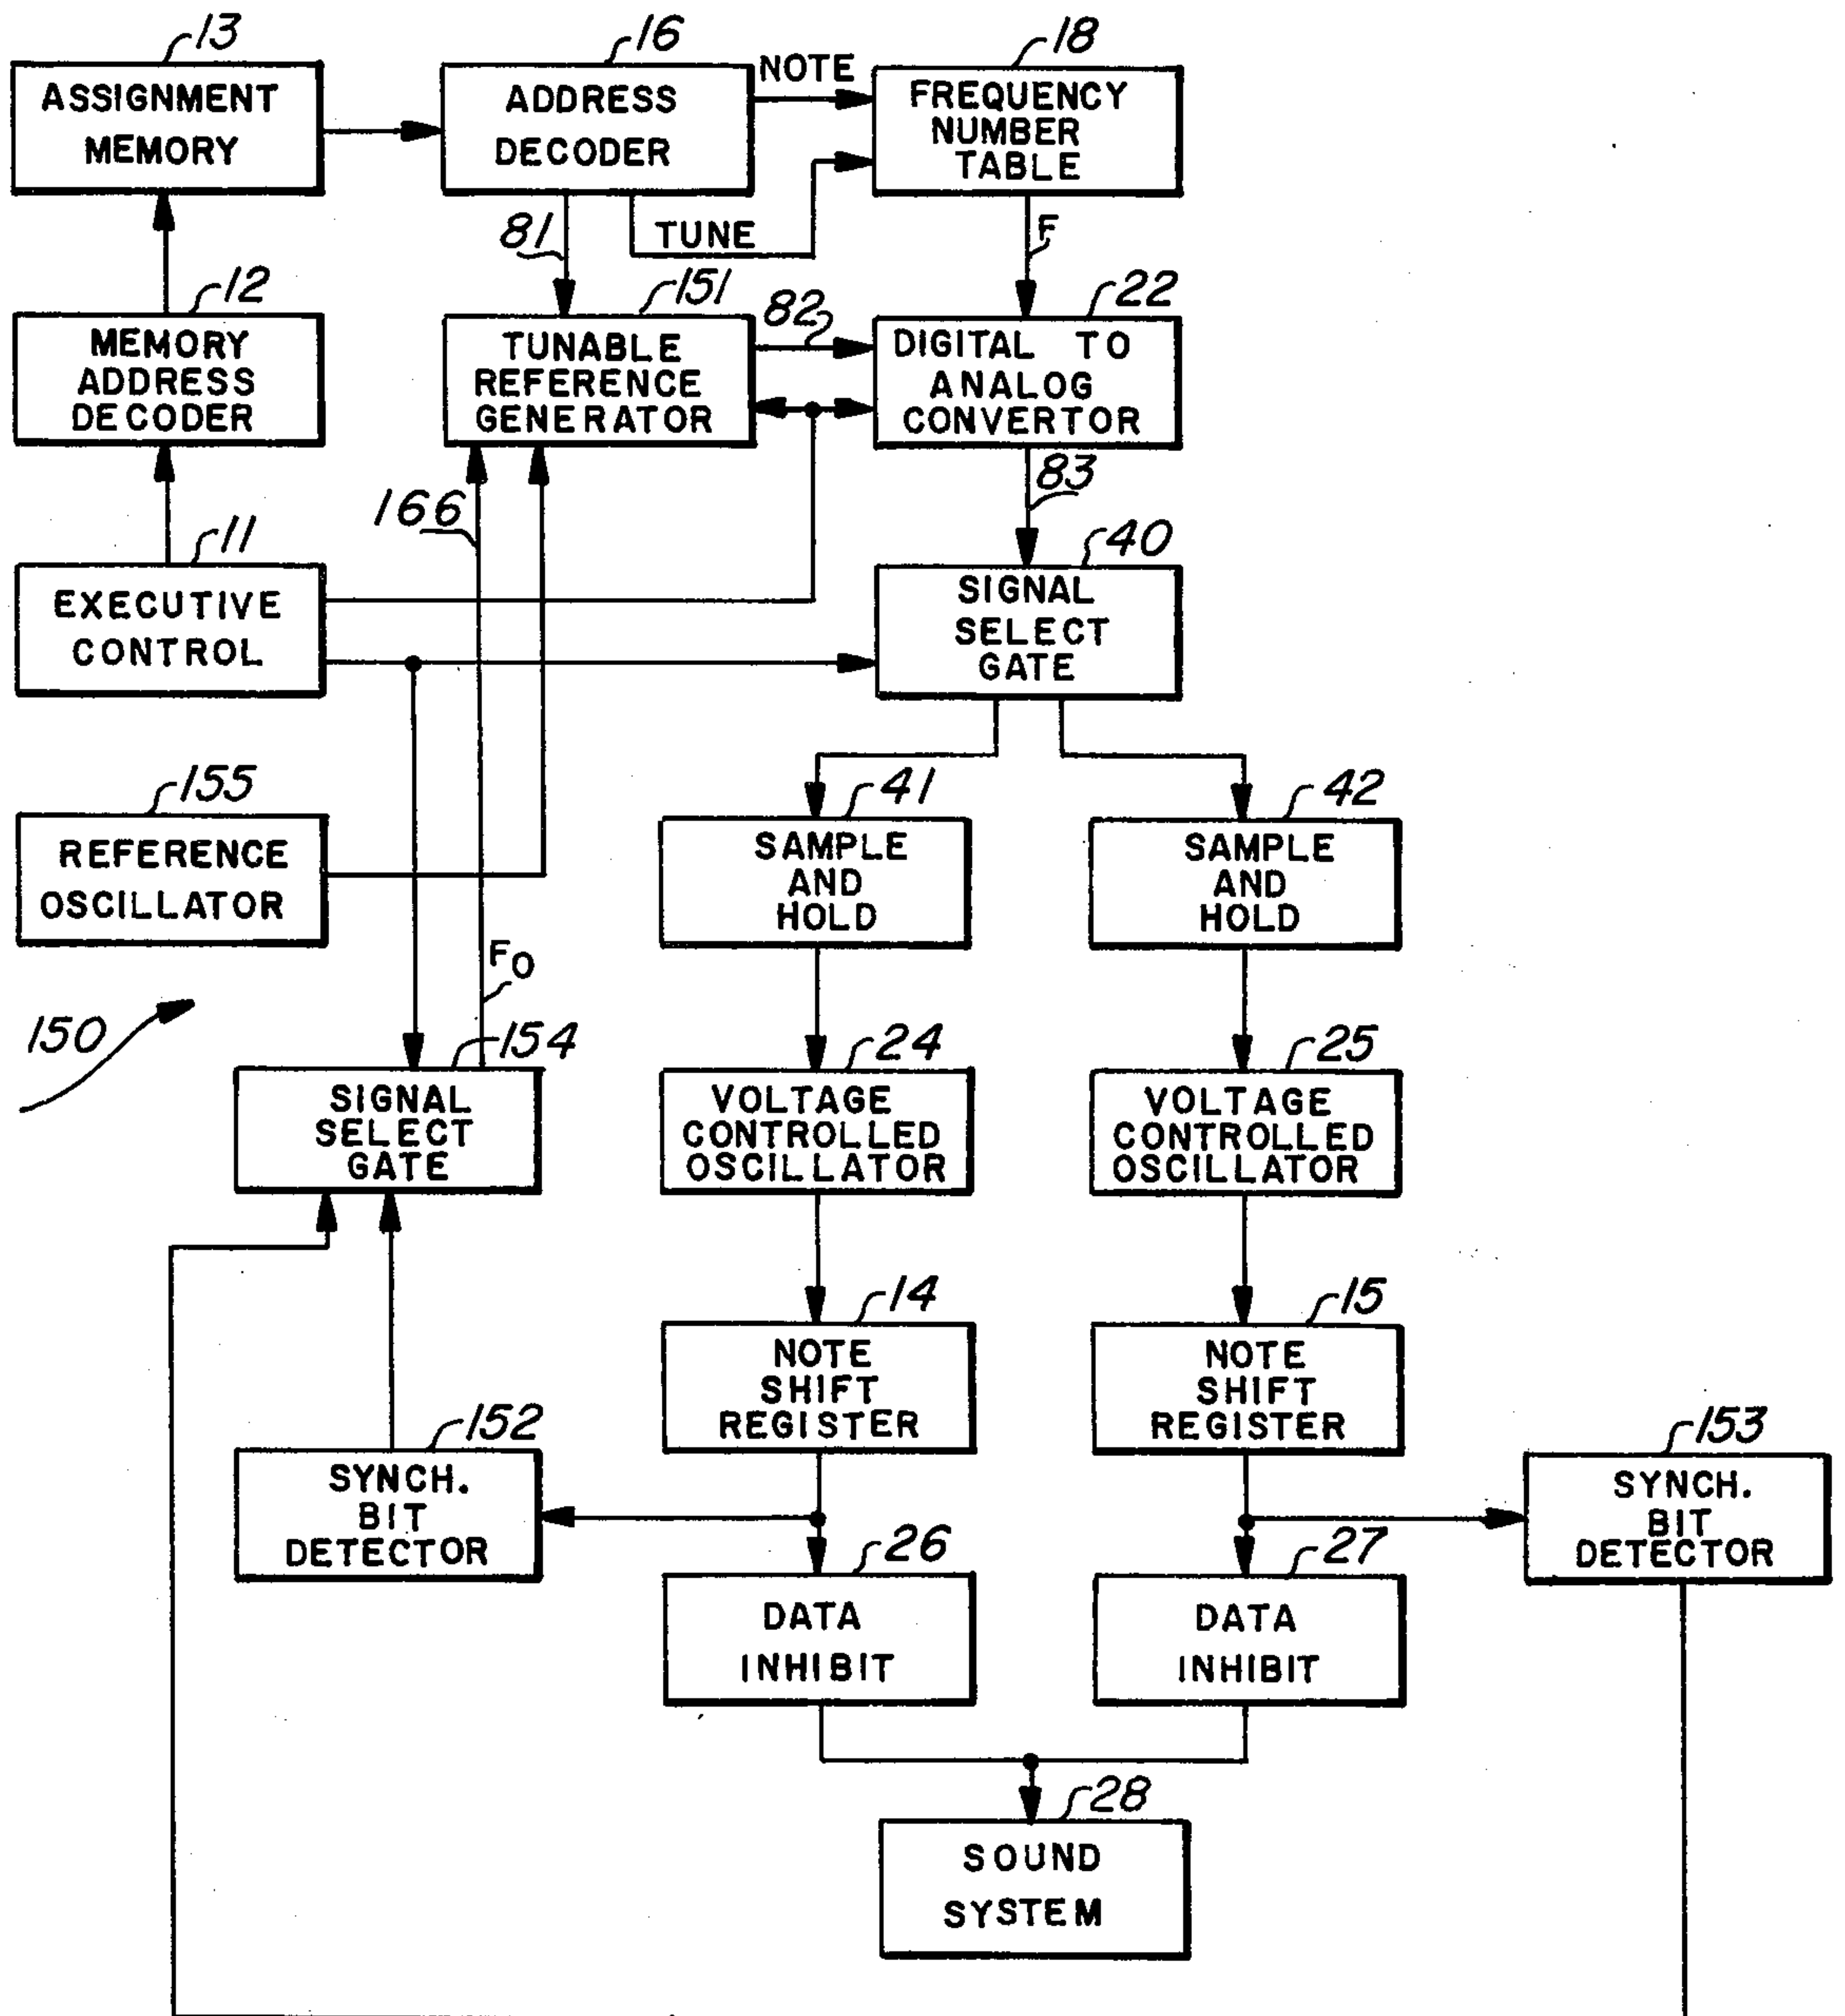 13
ASSIGNMENT
MEMORY
16
ADDRESS
DECODER
NOTE
18
FREQUENCY
NUMBER
TABLE
81
TUNE
F
12
MEMORY
ADDRESS
DECODER
151
TUNABLE
REFERENCE
GENERATOR
82
22
DIGITAL TO
ANALOG
CONVERTOR
83
166
11
EXECUTIVE
CONTROL
40
SIGNAL
SELECT
GATE
155
REFERENCE
OSCILLATOR
41
SAMPLE
AND
HOLD
42
SAMPLE
AND
HOLD
FO
150
154
SIGNAL
SELECT
GATE
24
VOLTAGE
CONTROLLED
OSCILLATOR
25
VOLTAGE
CONTROLLED
OSCILLATOR
14
NOTE
SHIFT
REGISTER
15
NOTE
SHIFT
REGISTER
152
SYNCH.
BIT
DETECTOR
153
SYNCH.
BIT
DETECTOR
26
DATA
INHIBIT
27
DATA
INHIBIT
28
SOUND
SYSTEM